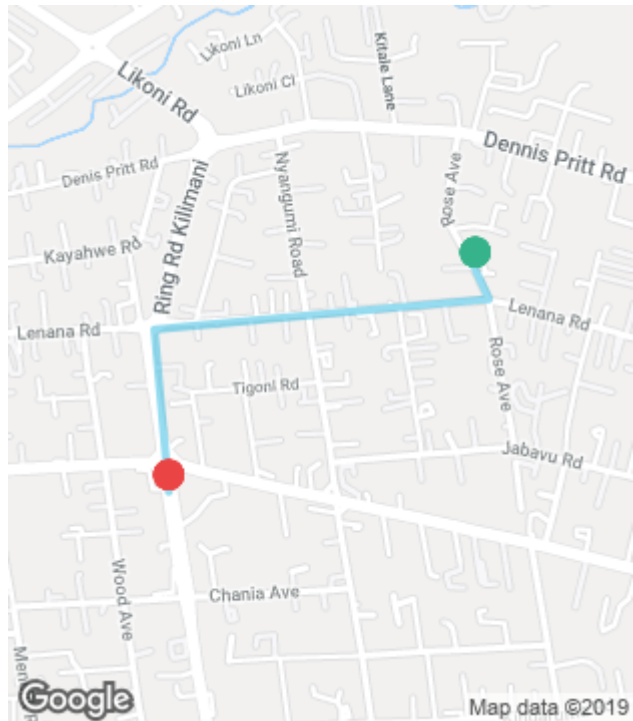 Likoni Ln
Kitale Lane
Likoni Rd
Likoni Cl
Dennis Pritt Rd
Denis Pritt Rd
Nyangumi Road
Rose Ave
Ring Rd Kilimani
Kayahwe Rd
Lenana Rd
Lenana Rd
Rose Ave
Tigoni Rd
Jabavu Rd
Wood Ave
Chania Ave
Google
Map data ©2019